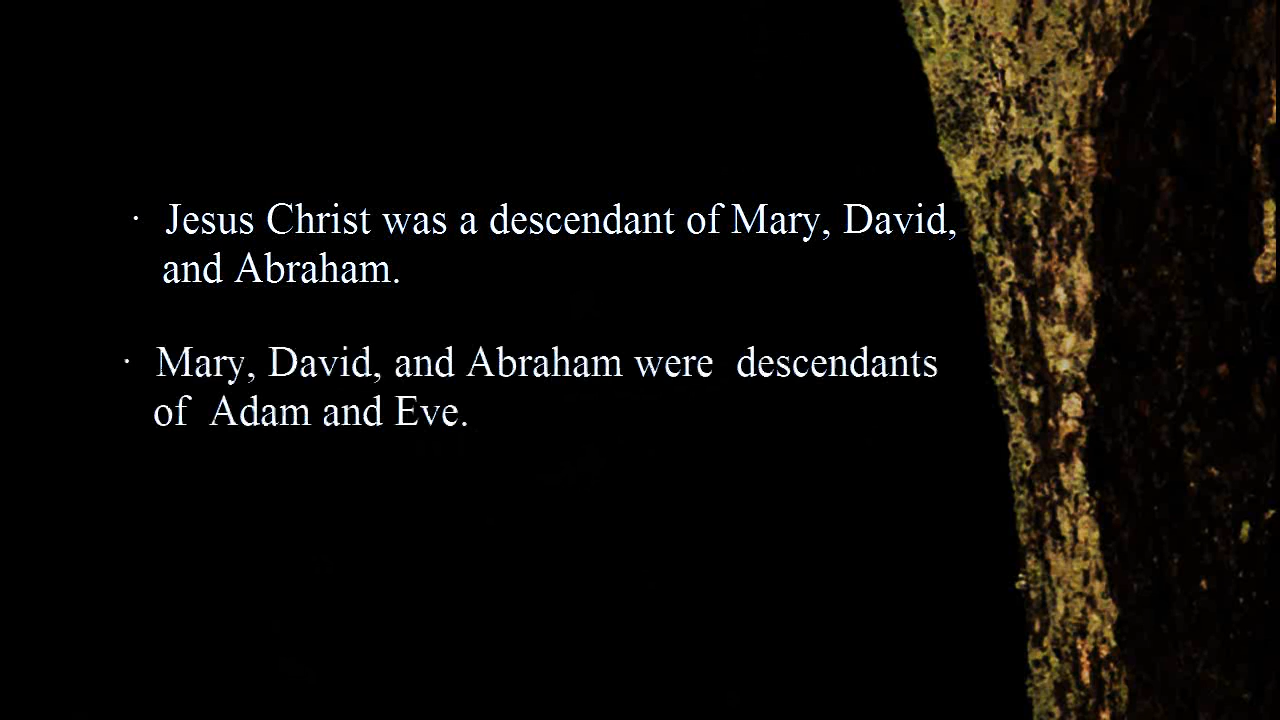 · Jesus Christ was a descendant of Mary, David,
and Abraham.
· Mary, David, and Abraham were  descendants
of  Adam and Eve.